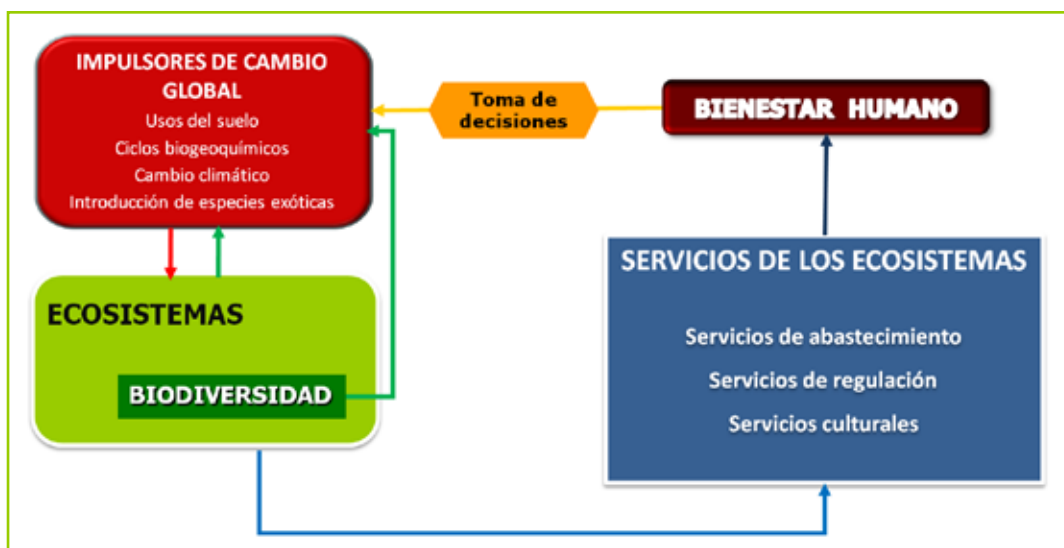 IMPULSORES DE CAMBIO
GLOBAL
Usos del suelo
Ciclos biogeoquímicos
Cambio climático
Introducción de especies exóticas
Toma de
decisiones
BIENESTAR HUMANO
ECOSISTEMAS
BIODIVERSIDAD
SERVICIOS DE LOS ECOSISTEMAS
Servicios de abastecimiento
Servicios de regulación
Servicios culturales